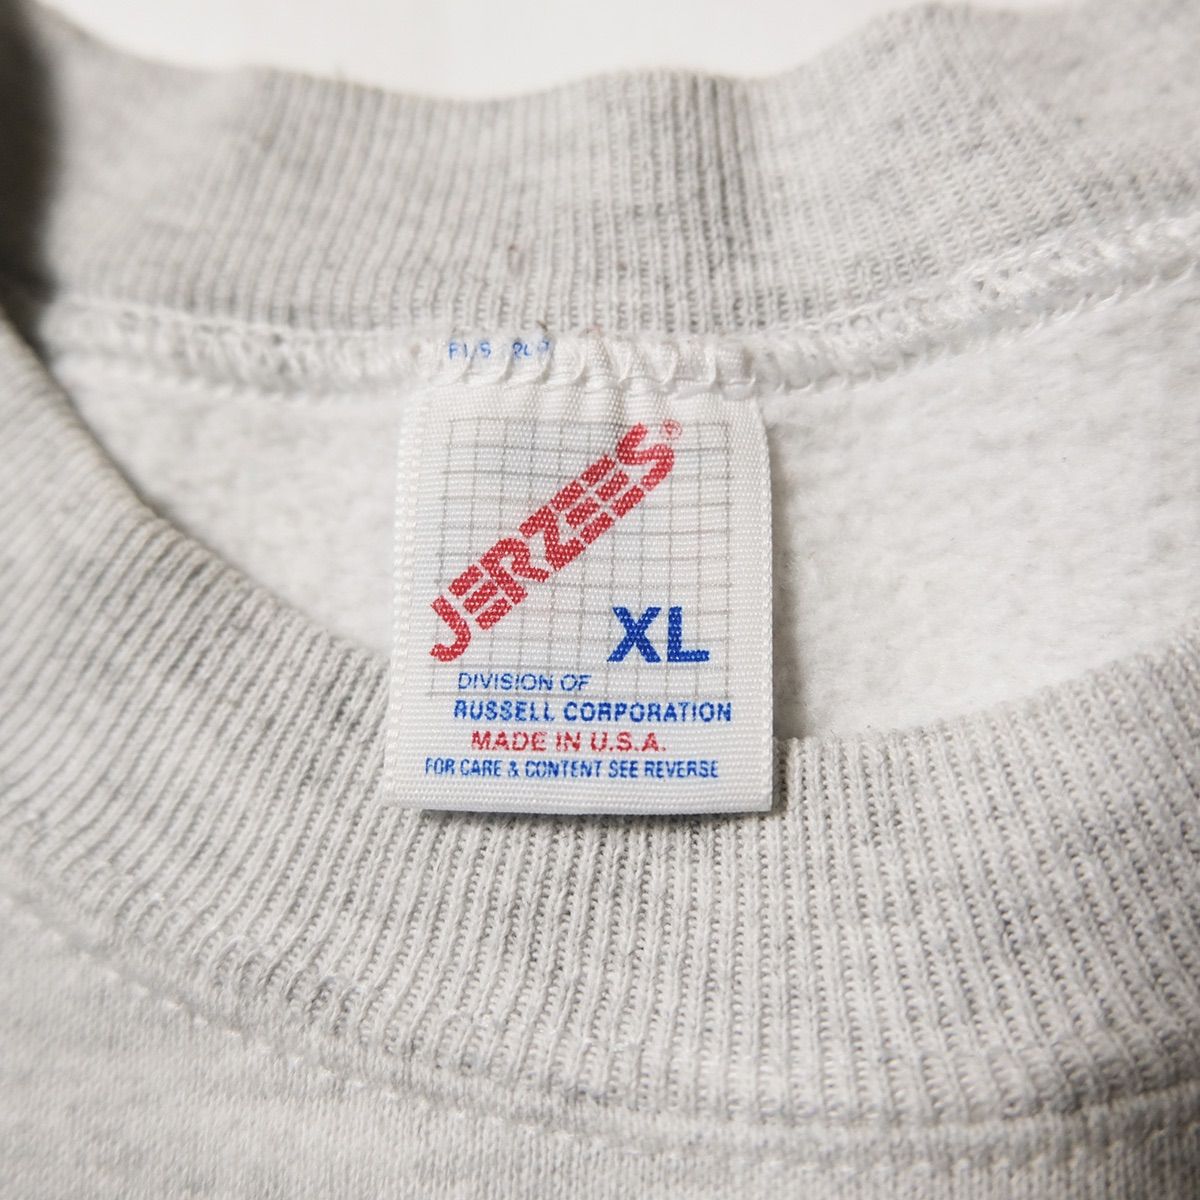 JERZEES®
XL
DIVISION OF
RUSSELL CORPORATION
MADE IN U.S.A.
FOR CARE & CONTENT SEE REVERSE